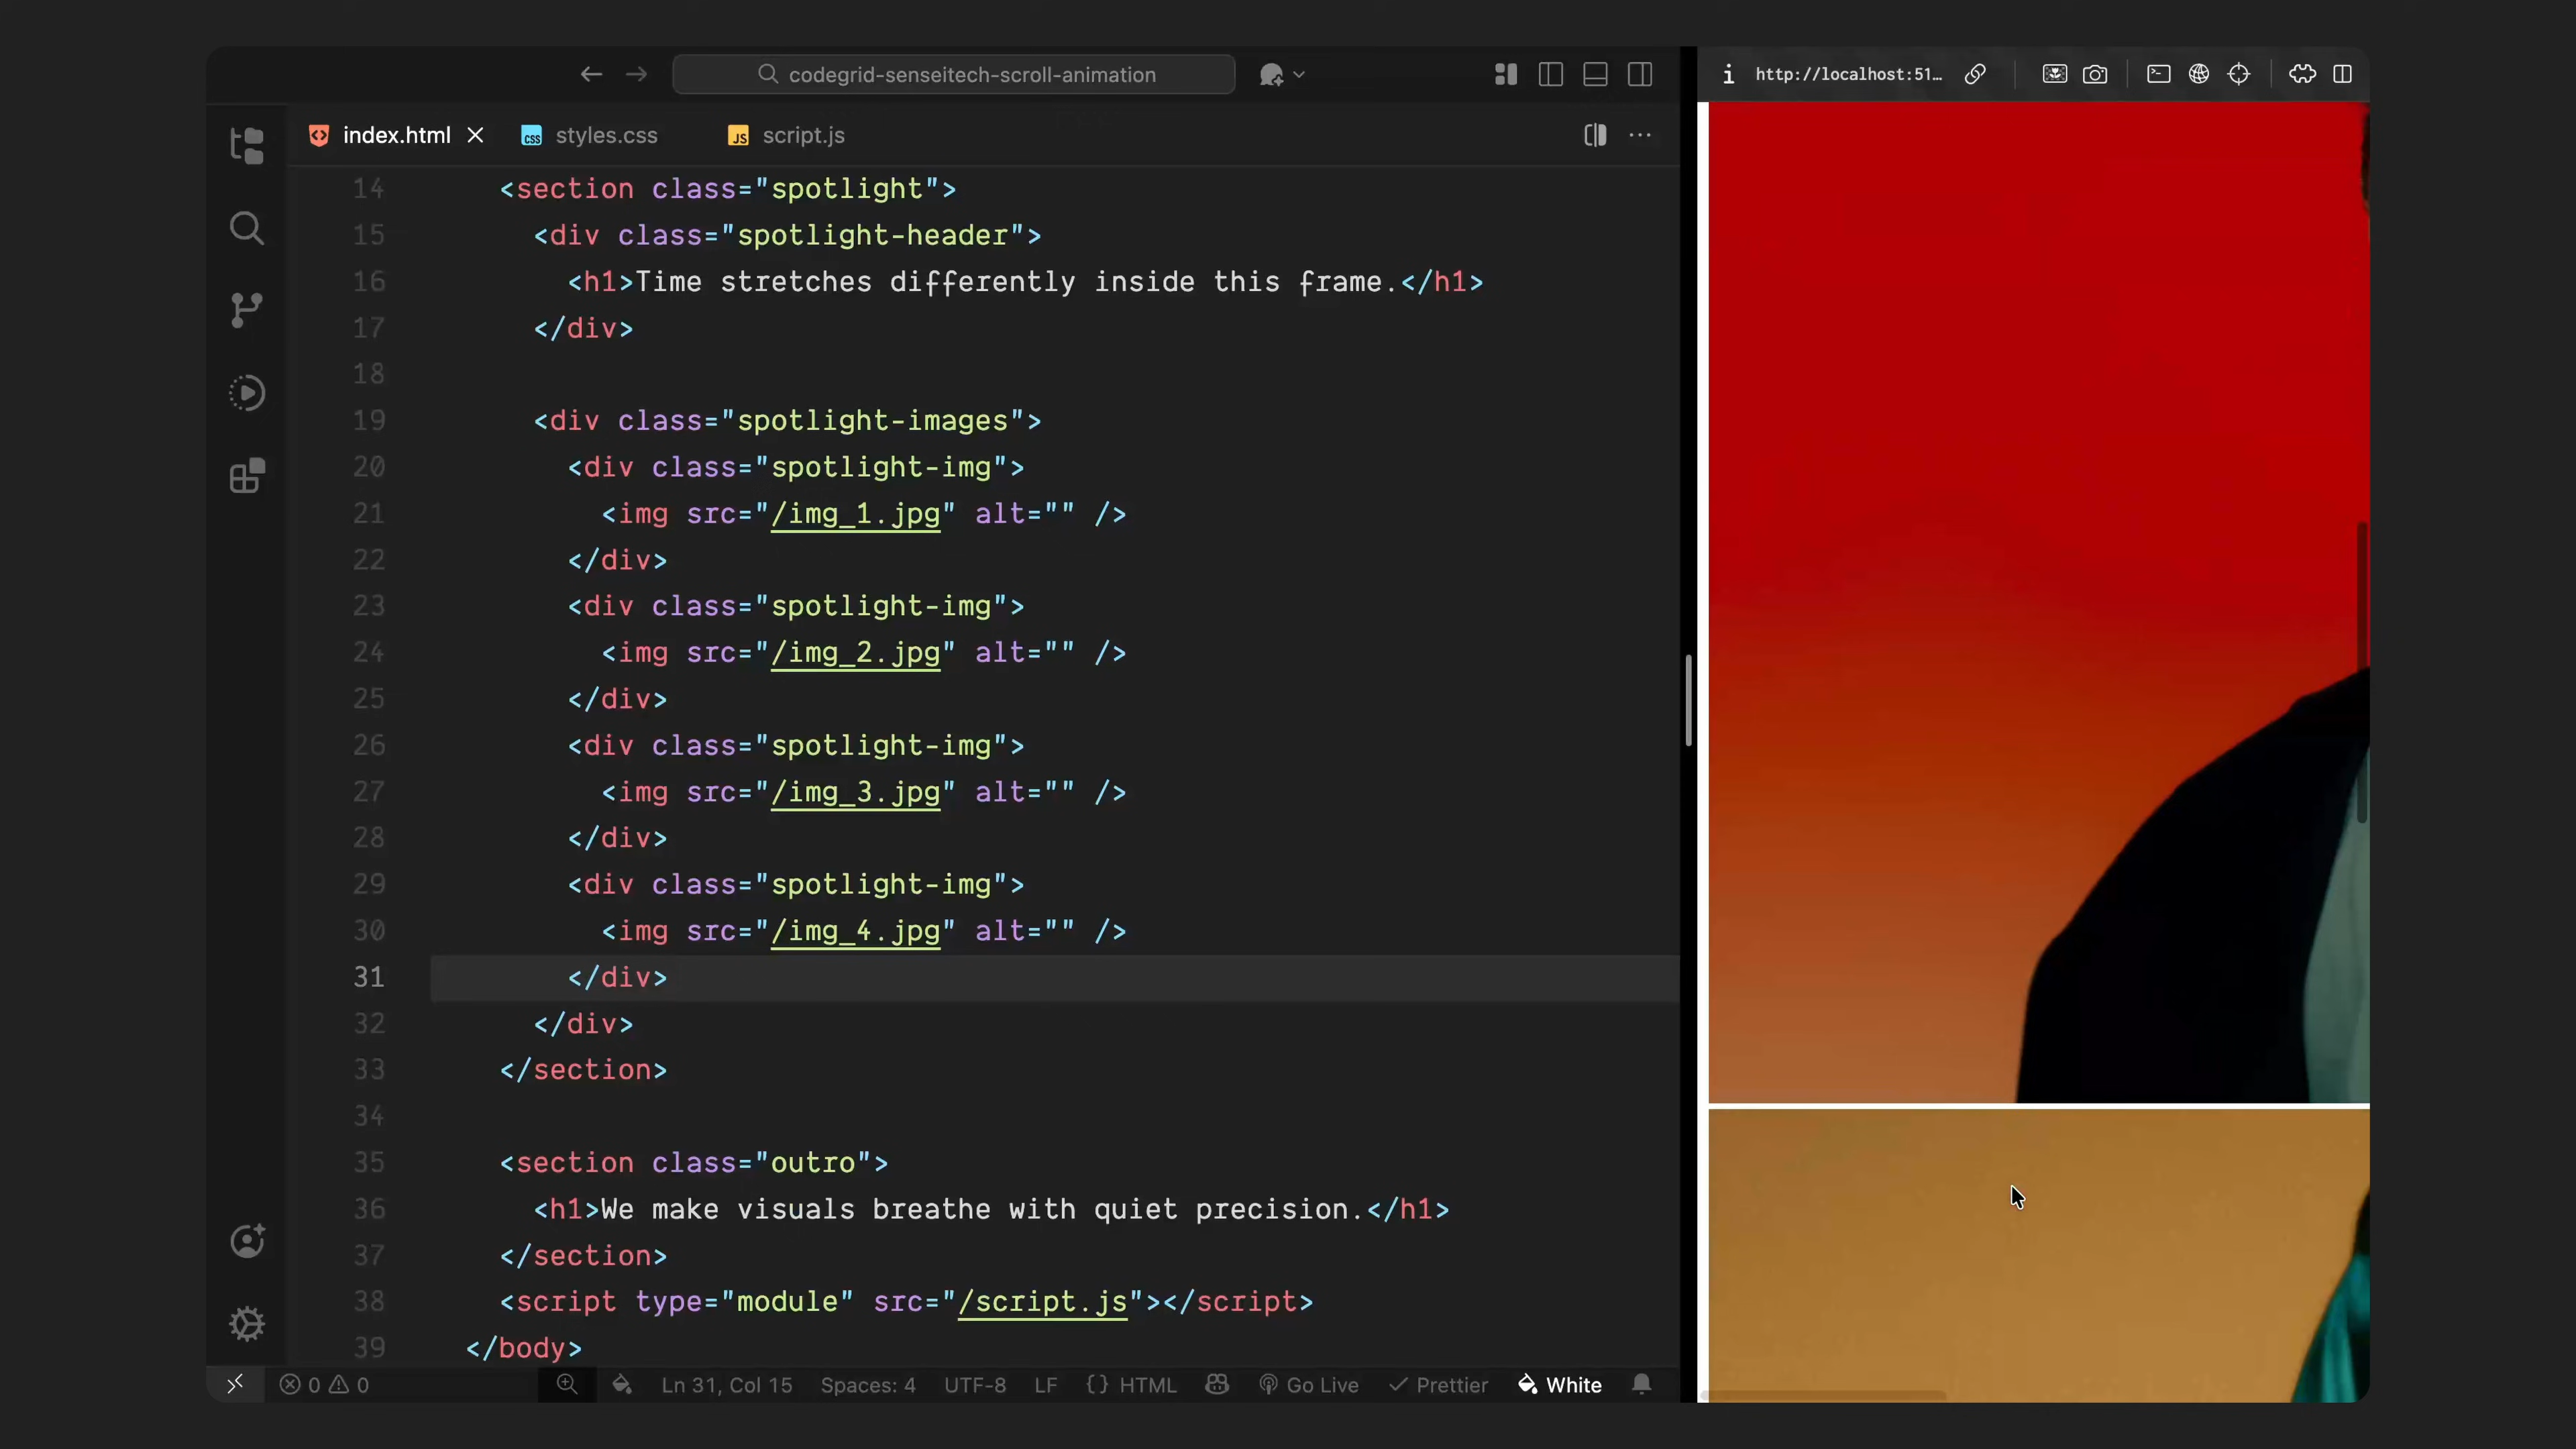 codegrid-senseitech-scroll-animation
http://localhost:51…
index.html
styles.css
script.js
14 <section class="spotlight">
15 <div class="spotlight-header">
16 <h1>Time stretches differently inside this frame.</h1>
17 </div>
18
19 <div class="spotlight-images">
20 <div class="spotlight-img">
21 <img src="/img_1.jpg" alt="" />
22 </div>
23 <div class="spotlight-img">
24 <img src="/img_2.jpg" alt="" />
25 </div>
26 <div class="spotlight-img">
27 <img src="/img_3.jpg" alt="" />
28 </div>
29 <div class="spotlight-img">
30 <img src="/img_4.jpg" alt="" />
31 </div>
32 </div>
33 </section>
34
35 <section class="outro">
36 <h1>We make visuals breathe with quiet precision.</h1>
37 </section>
38 <script type="module" src="/script.js"></script>
39 </body>
0 0 Ln 31, Col 15 Spaces: 4 UTF-8 LF {} HTML Go Live Prettier White